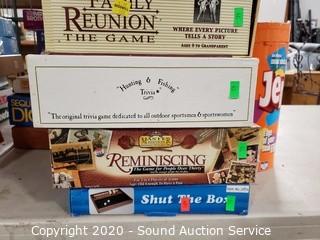 FAMILY
REUNION
THE GAME
WHERE EVERY PICTURE
TELLS A STORY
AGES 8 TO GRANDPARENT
"Hunting & Fishing"
Trivia
"The original trivia game dedicated to all outdoor sportsmen & sportswomen"
Je
REMINISCING
The Game for People Over Thirty
Shut The Box
Copyright - 2020 - Sound Auction Service